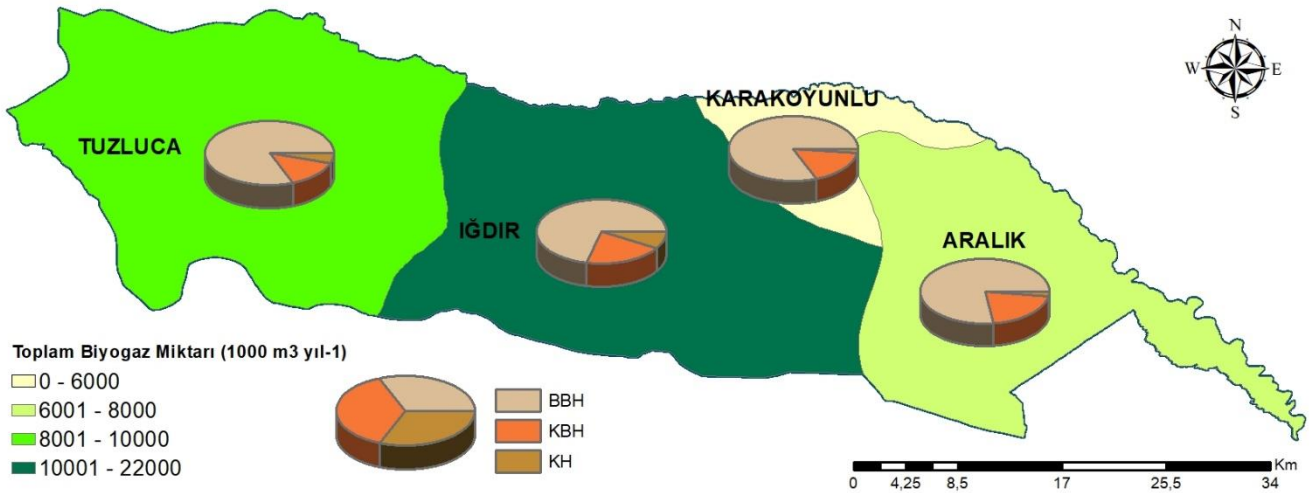 N
W E
S
KARAKOYUNLU
TUZLUCA
IĞDIR
ARALIK
Toplam Biyogaz Miktarı (1000 m3 yıl-1)
0 - 6000
6001 - 8000
8001 - 10000
10001 - 22000
BBH
KBH
KH
Km
0 4,25 8,5 17 25,5 34